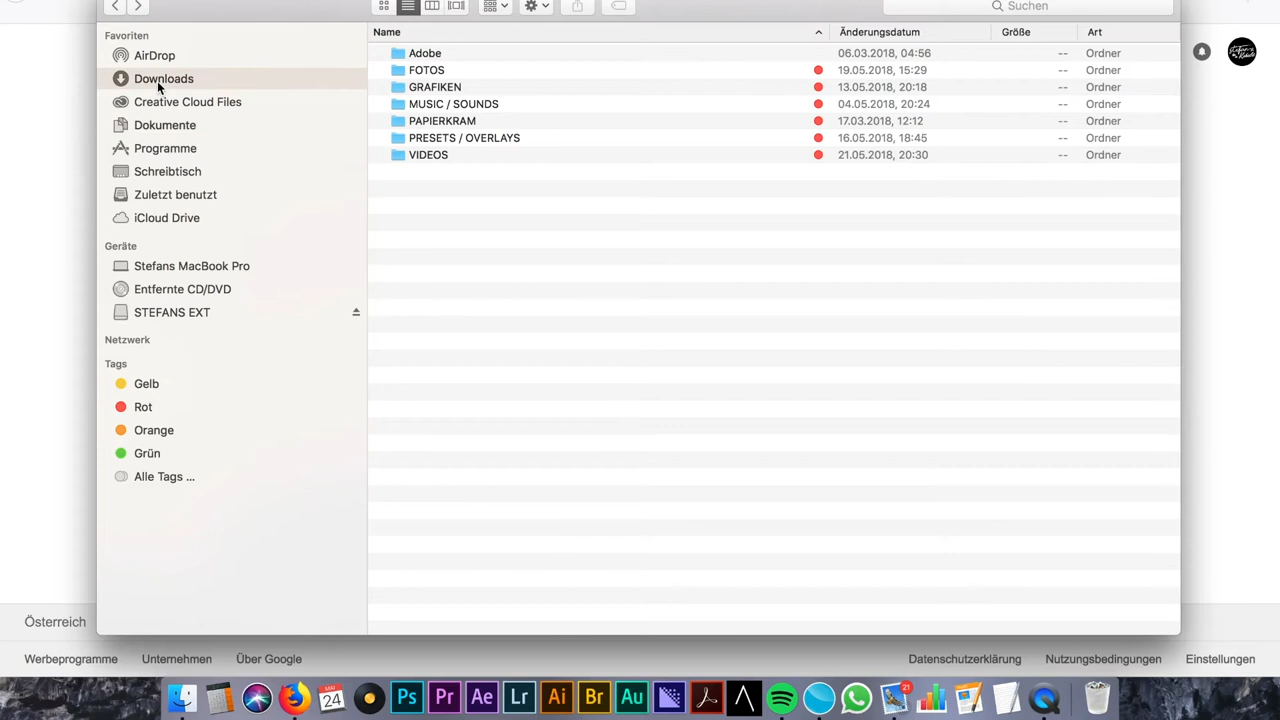 Suchen
Favoriten
AirDrop
Downloads
Creative Cloud Files
Dokumente
Programme
Schreibtisch
Zuletzt benutzt
iCloud Drive
Geräte
Stefans MacBook Pro
Entfernte CD/DVD
STEFANS EXT
Netzwerk
Tags
Gelb
Rot
Orange
Grün
Alle Tags ...
Name Änderungsdatum Größe Art
Adobe 06.03.2018, 04:56 -- Ordner
FOTOS 19.05.2018, 15:29 -- Ordner
GRAFIKEN 13.05.2018, 20:18 -- Ordner
MUSIC / SOUNDS 04.05.2018, 20:24 -- Ordner
PAPIERKRAM 17.03.2018, 12:12 -- Ordner
PRESETS / OVERLAYS 16.05.2018, 18:45 -- Ordner
VIDEOS 21.05.2018, 20:30 -- Ordner
Österreich
Werbeprogramme Unternehmen Über Google Datenschutzerklärung Nutzungsbedingungen Einstellungen
MAI
24 Ps Pr Ae Lr Ai Br Au 21